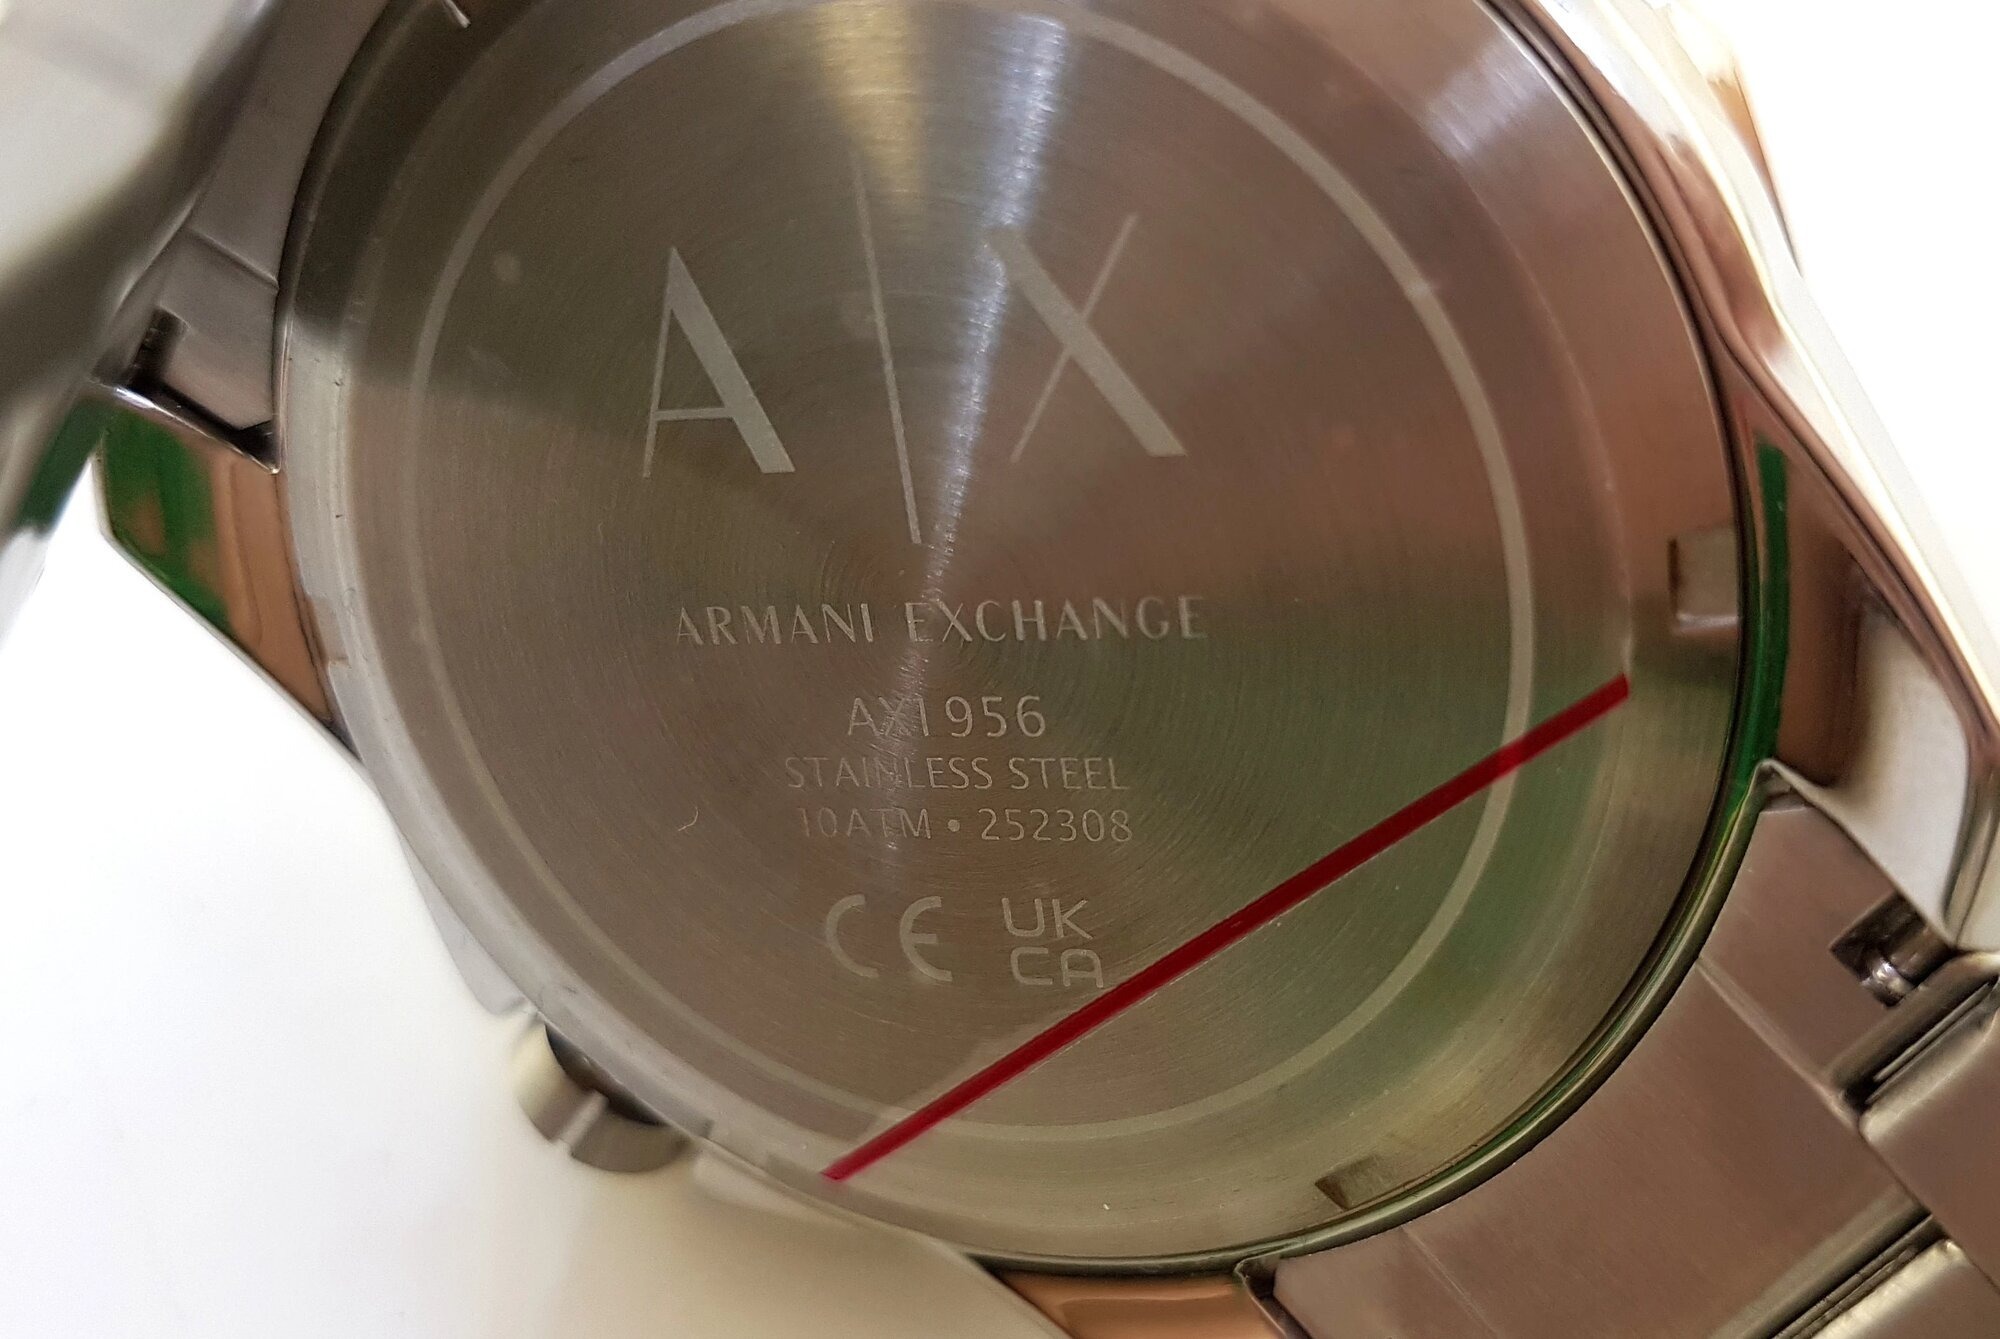 A|X
ARMANI EXCHANGE
AX1956
STAINLESS STEEL
10ATM • 252308
CE UK
CA